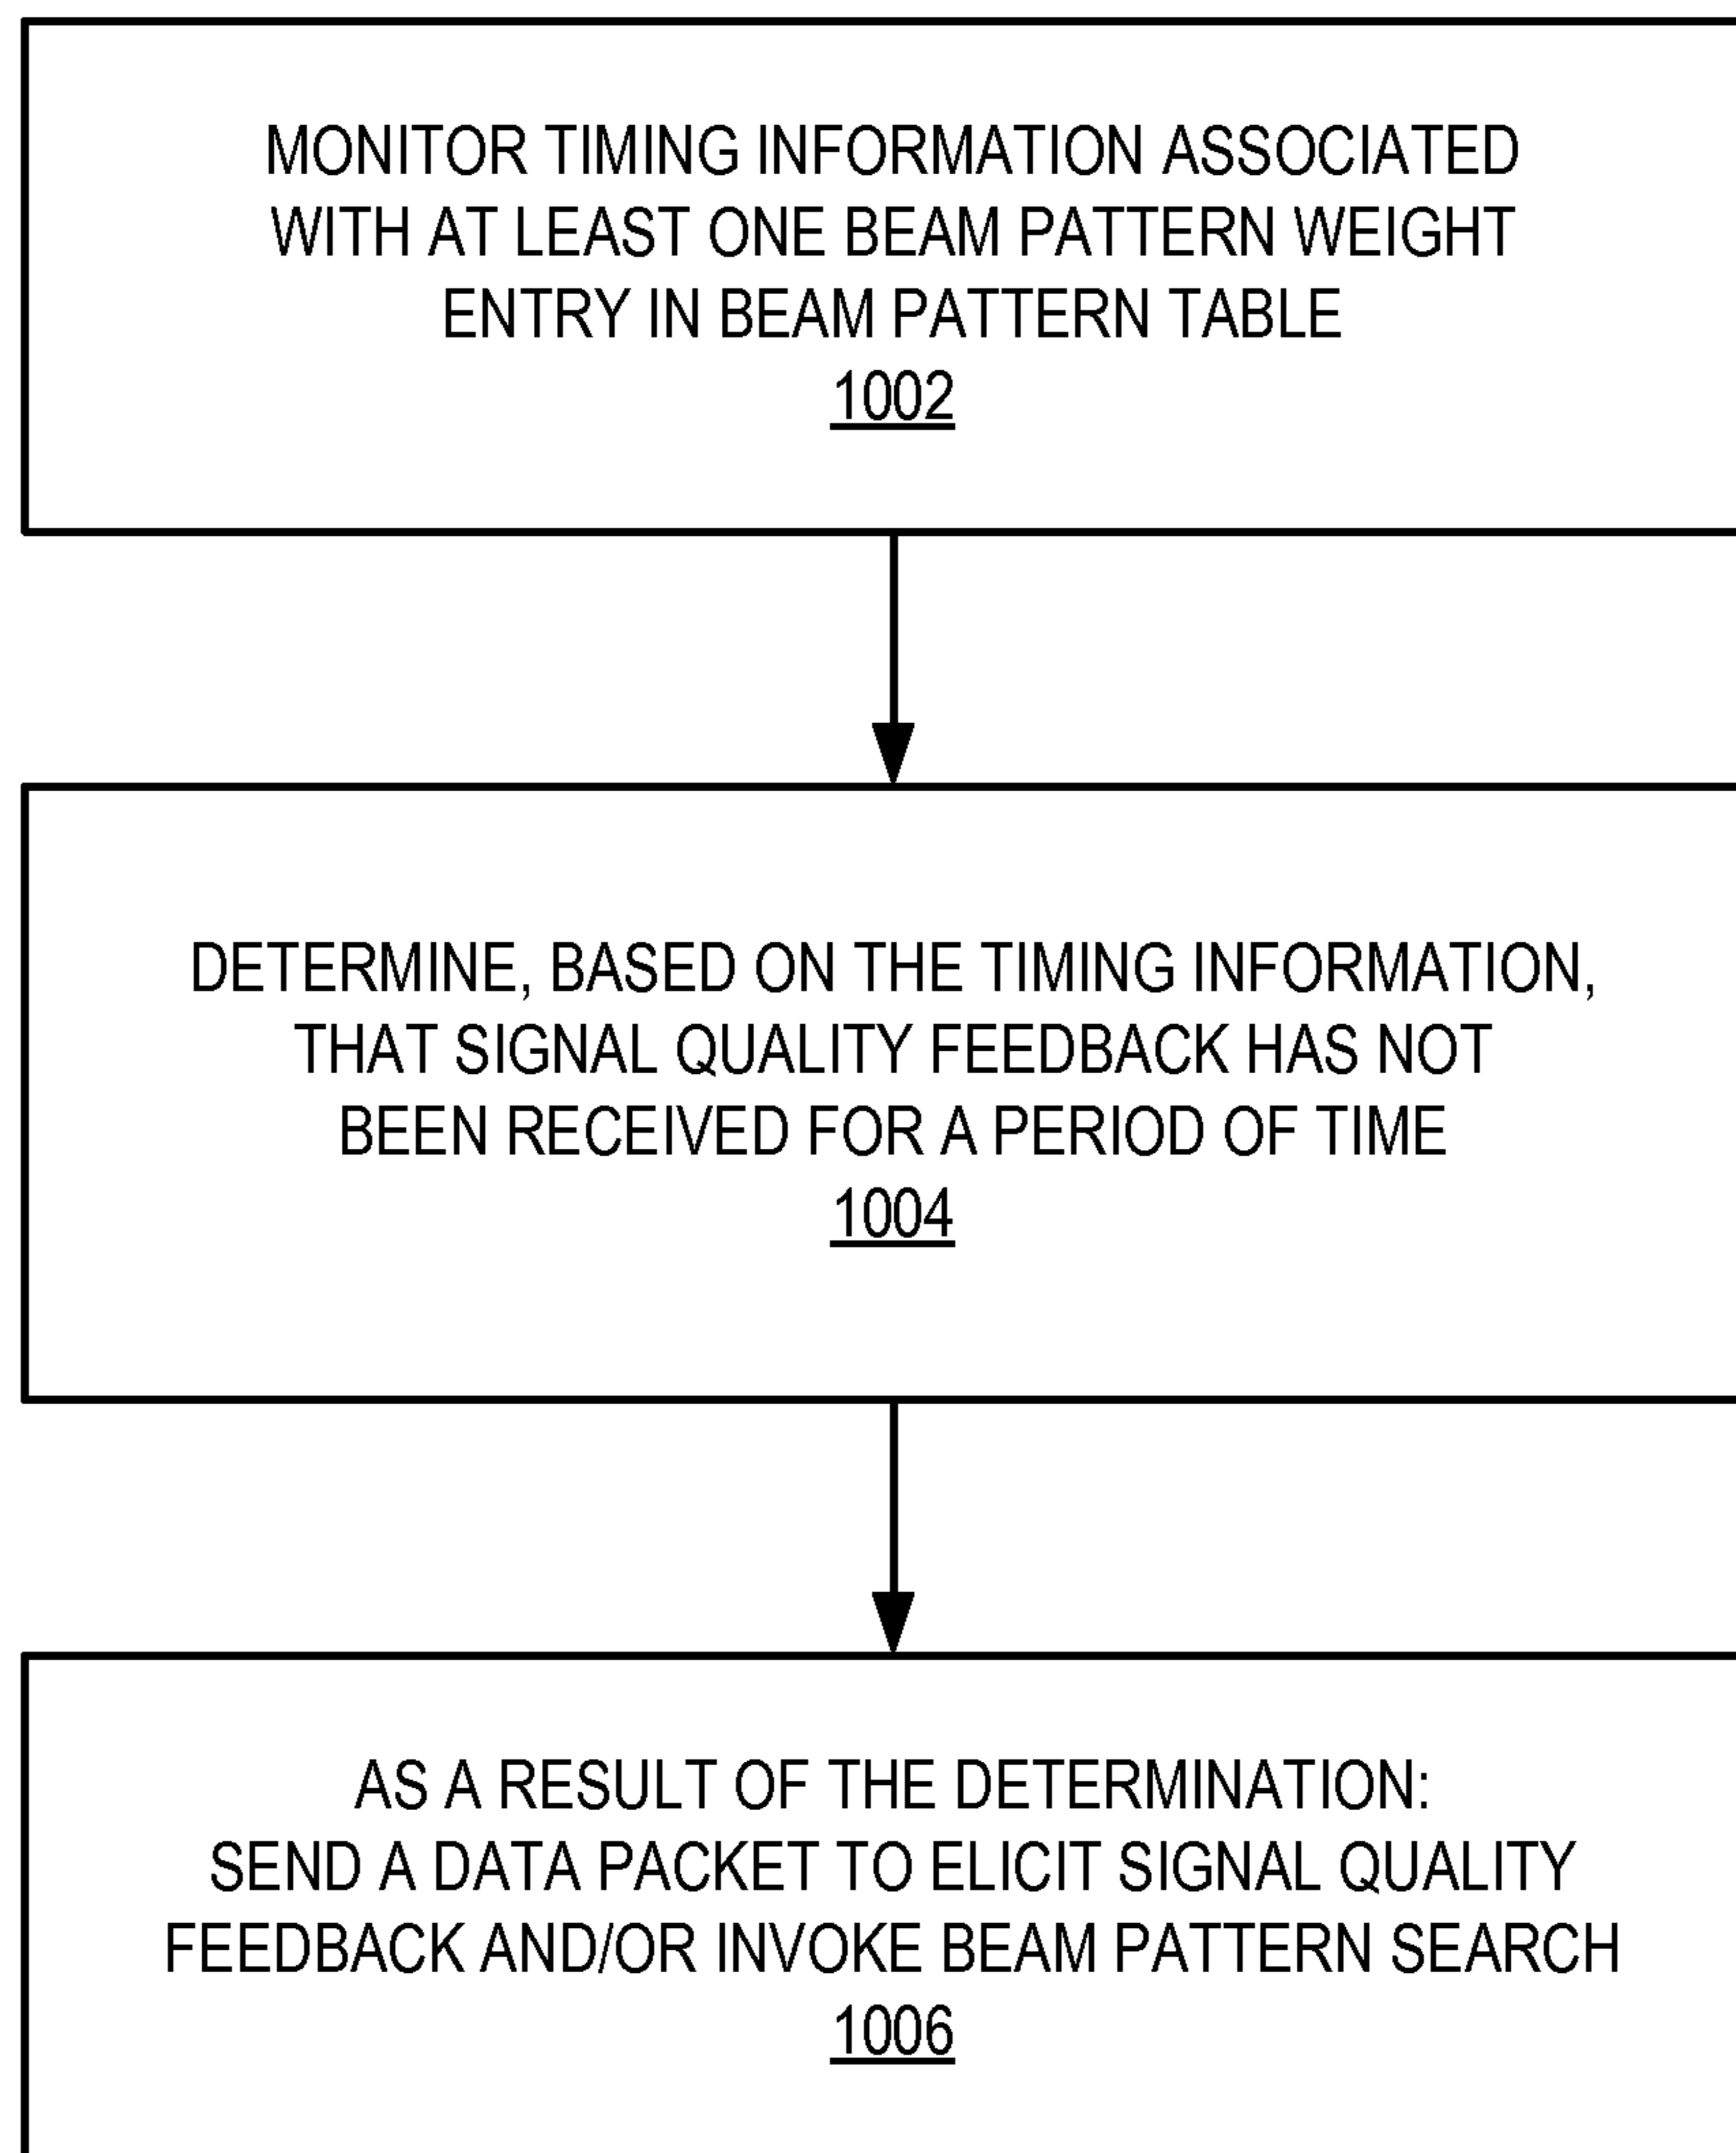 MONITOR TIMING INFORMATION ASSOCIATED
WITH AT LEAST ONE BEAM PATTERN WEIGHT
ENTRY IN BEAM PATTERN TABLE
1002
DETERMINE, BASED ON THE TIMING INFORMATION,
THAT SIGNAL QUALITY FEEDBACK HAS NOT
BEEN RECEIVED FOR A PERIOD OF TIME
1004
AS A RESULT OF THE DETERMINATION:
SEND A DATA PACKET TO ELICIT SIGNAL QUALITY
FEEDBACK AND/OR INVOKE BEAM PATTERN SEARCH
1006